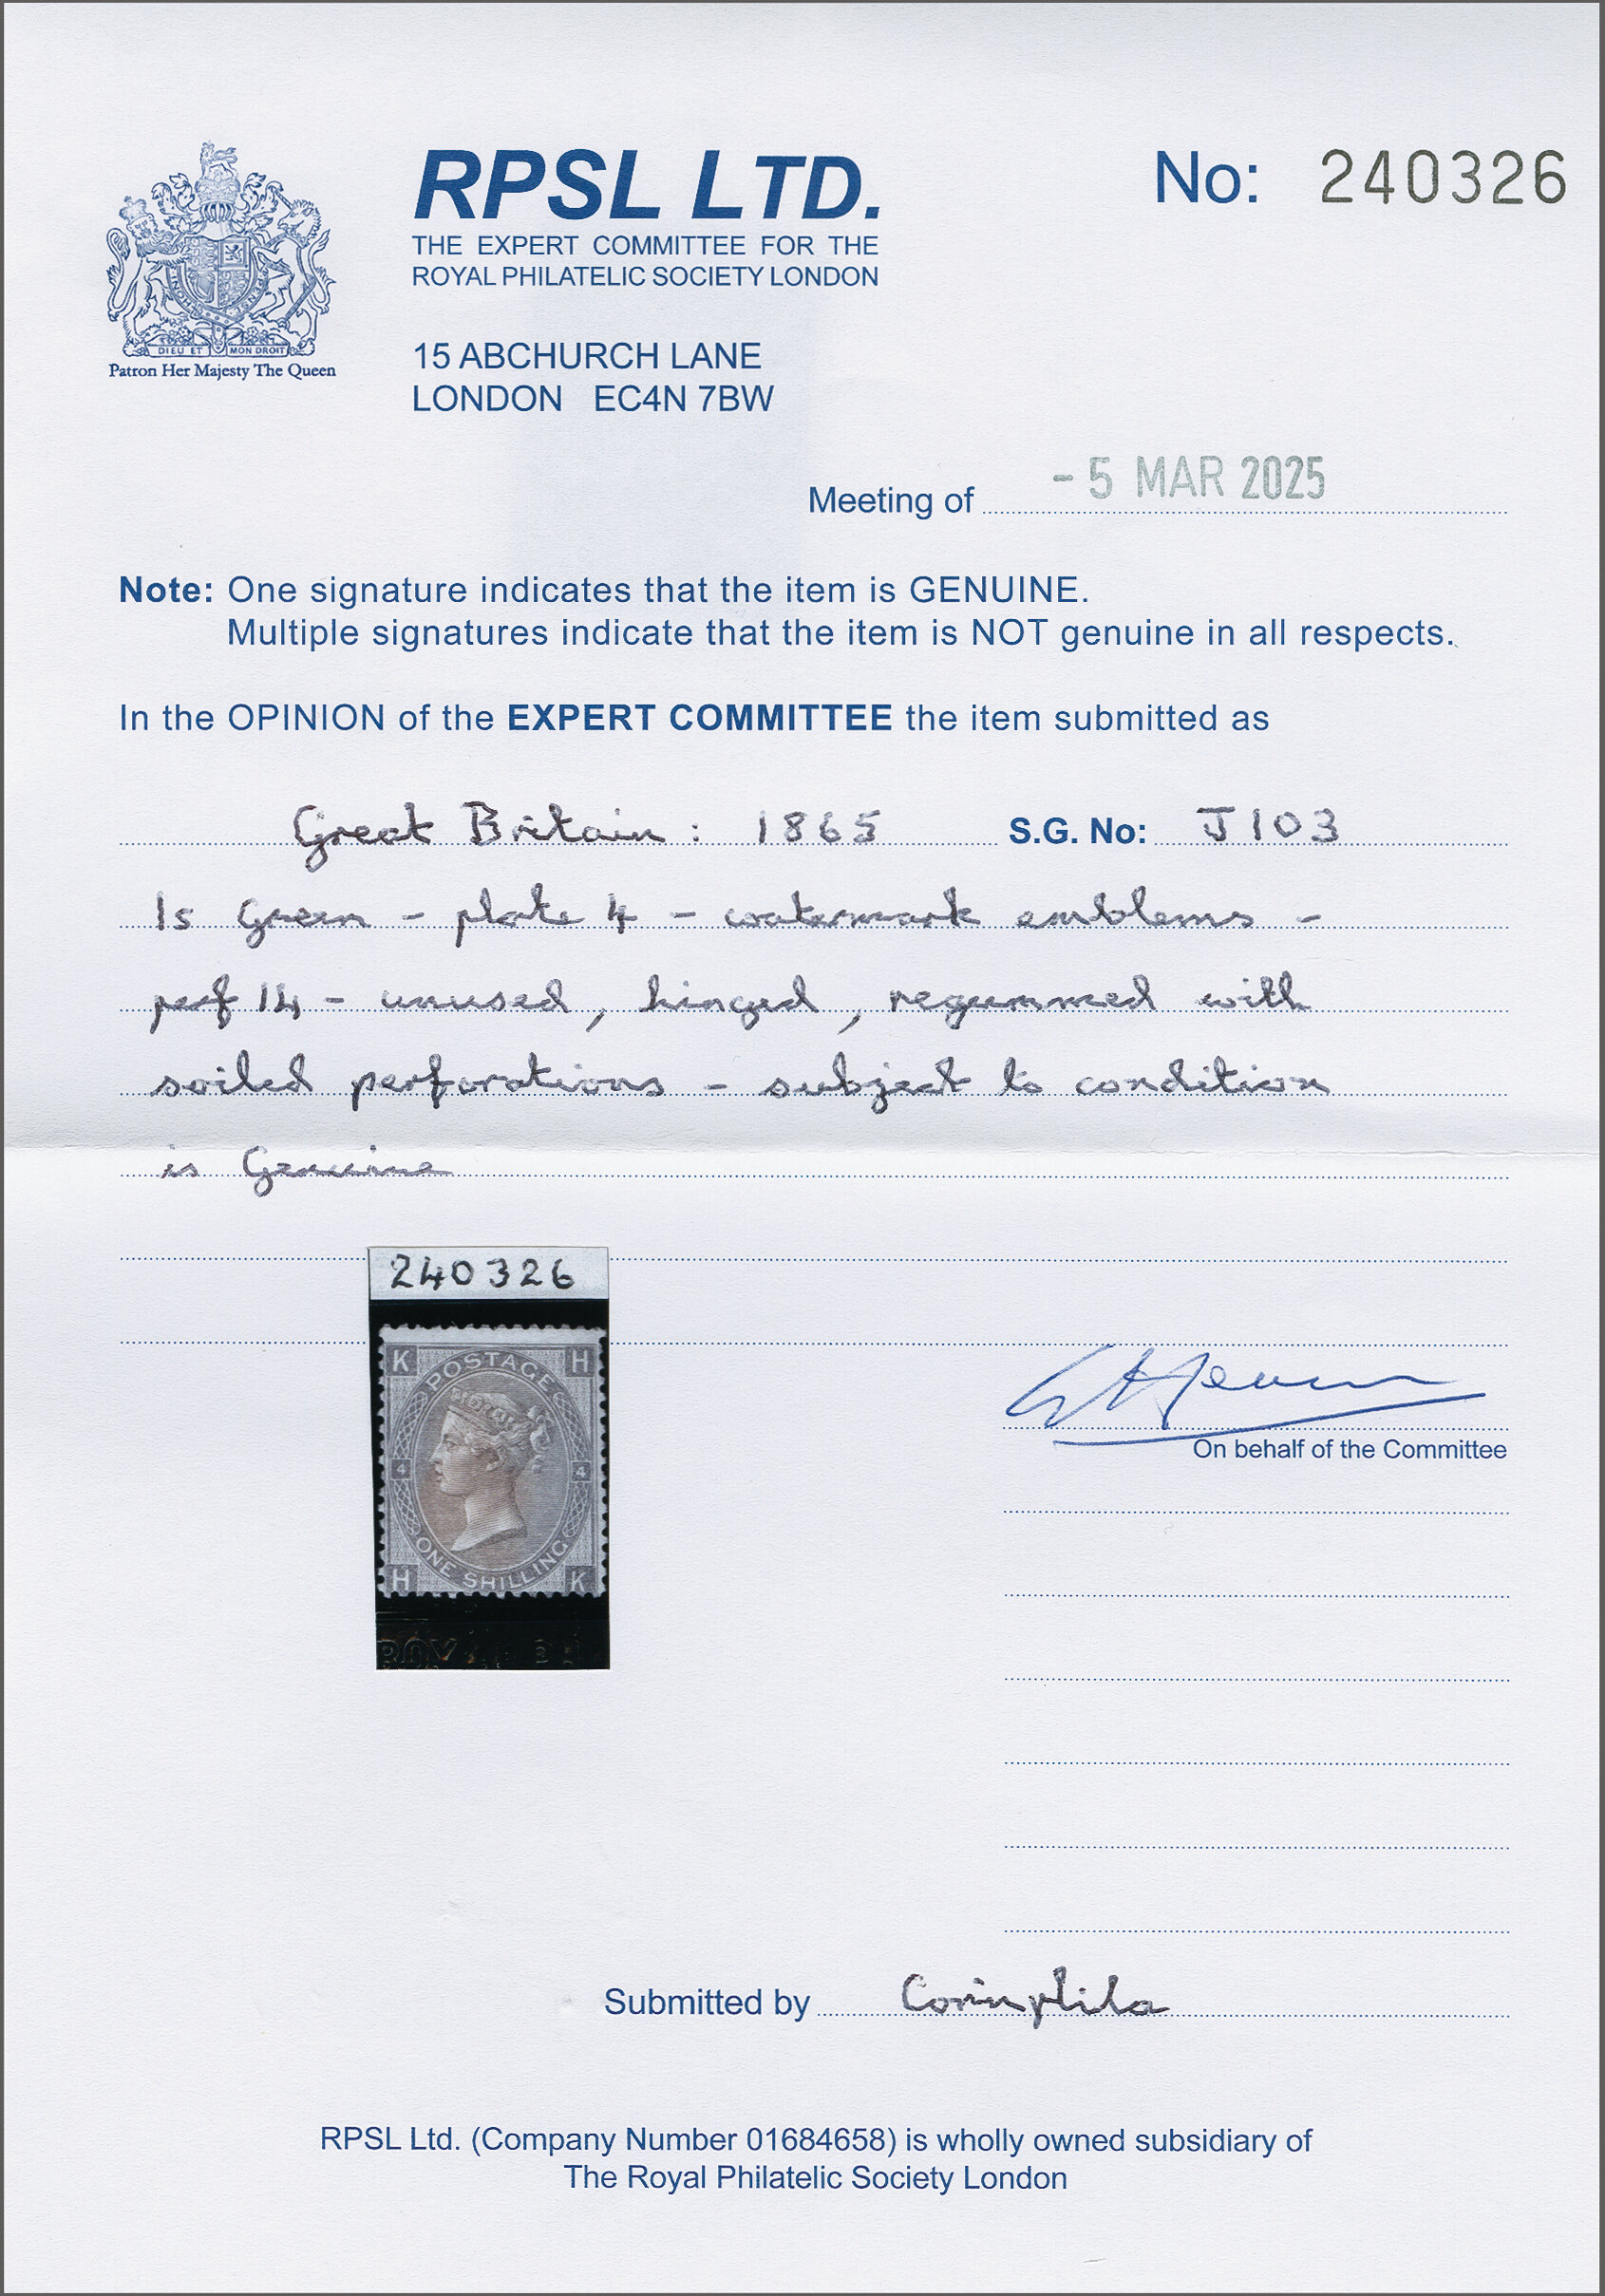 RPSL LTD.
No: 240326
THE EXPERT COMMITTEE FOR THE
ROYAL PHILATELIC SOCIETY LONDON
DIEU ET MON DROIT
Patron Her Majesty The Queen
15 ABCHURCH LANE
LONDON EC4N 7BW
Meeting of - 5 MAR 2025
Note: One signature indicates that the item is GENUINE.
Multiple signatures indicate that the item is NOT genuine in all respects.
In the OPINION of the EXPERT COMMITTEE the item submitted as
Great Britain: 1865 S.G. No: J103
1s Green - plate 4 - watermark emblems -
perf 14 - unused, hinged, regummed with
soiled perforations - subject to condition
is Genuine
240326
K H
POSTAGE
4 4
ONE SHILLING
H K
On behalf of the Committee
Submitted by Corinphila
RPSL Ltd. (Company Number 01684658) is wholly owned subsidiary of
The Royal Philatelic Society London